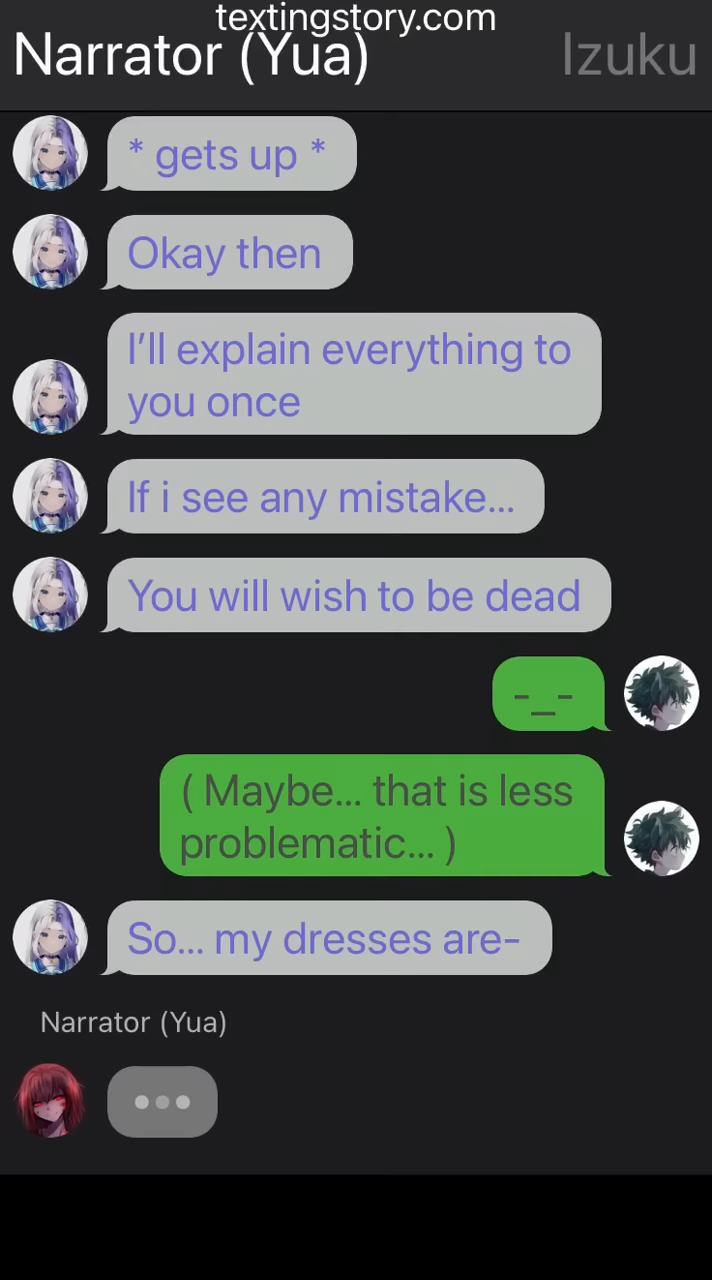 textingstory.com
Narrator (Yua)
Izuku
* gets up *
Okay then
I’ll explain everything to
you once
If i see any mistake...
You will wish to be dead
-_-
( Maybe... that is less
problematic... )
So... my dresses are-
Narrator (Yua)